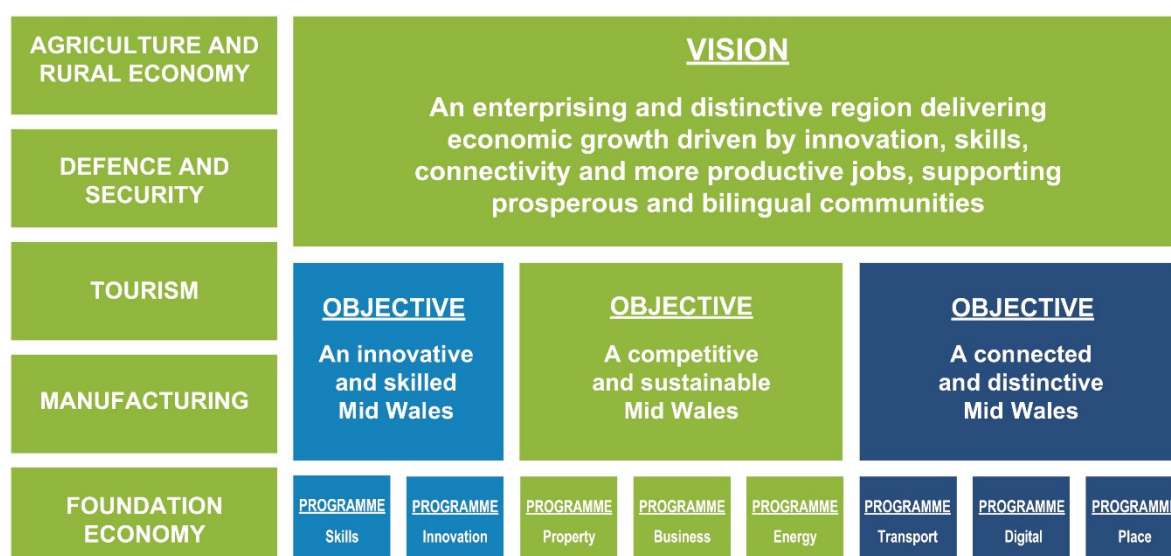 AGRICULTURE AND
RURAL ECONOMY
DEFENCE AND
SECURITY
TOURISM
MANUFACTURING
FOUNDATION
ECONOMY
VISION
An enterprising and distinctive region delivering
economic growth driven by innovation, skills,
connectivity and more productive jobs, supporting
prosperous and bilingual communities
OBJECTIVE
An innovative
and skilled
Mid Wales
OBJECTIVE
A competitive
and sustainable
Mid Wales
OBJECTIVE
A connected
and distinctive
Mid Wales
PROGRAMME
Skills
PROGRAMME
Innovation
PROGRAMME
Property
PROGRAMME
Business
PROGRAMME
Energy
PROGRAMME
Transport
PROGRAMME
Digital
PROGRAMME
Place